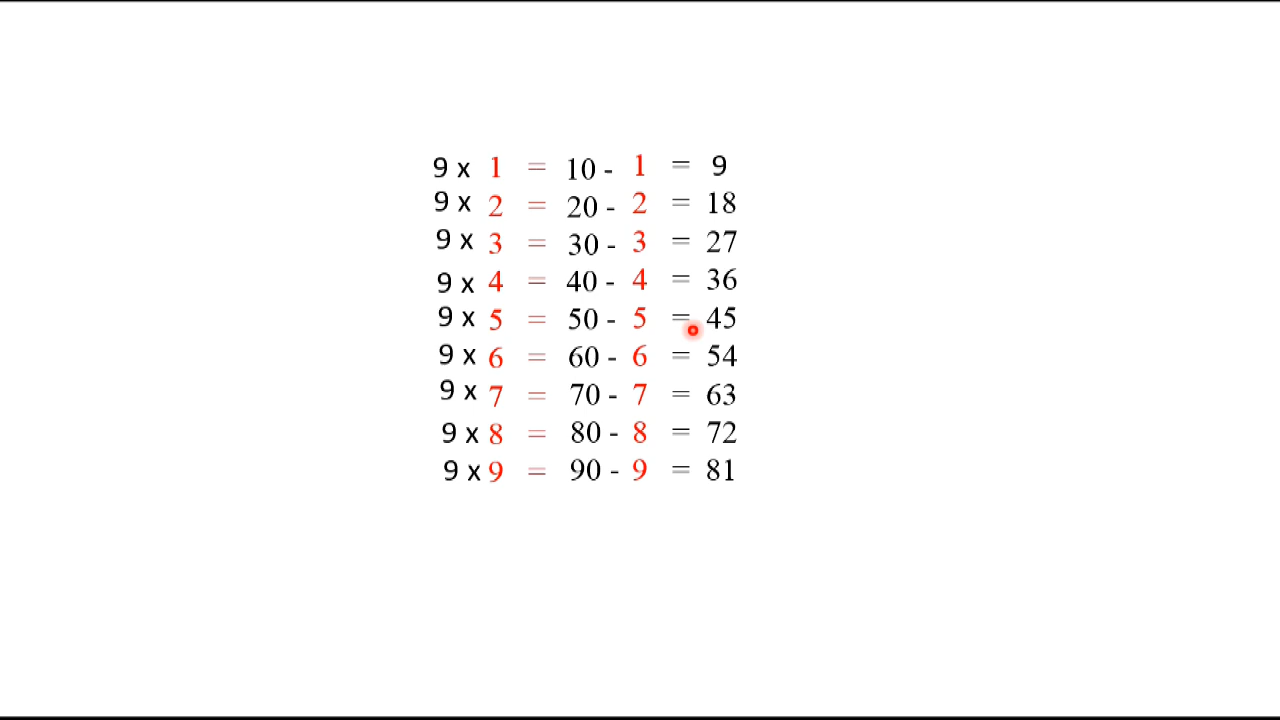 9 x 1 = 10 - 1 = 9
9 x 2 = 20 - 2 = 18
9 x 3 = 30 - 3 = 27
9 x 4 = 40 - 4 = 36
9 x 5 = 50 - 5 = 45
9 x 6 = 60 - 6 = 54
9 x 7 = 70 - 7 = 63
9 x 8 = 80 - 8 = 72
9 x 9 = 90 - 9 = 81